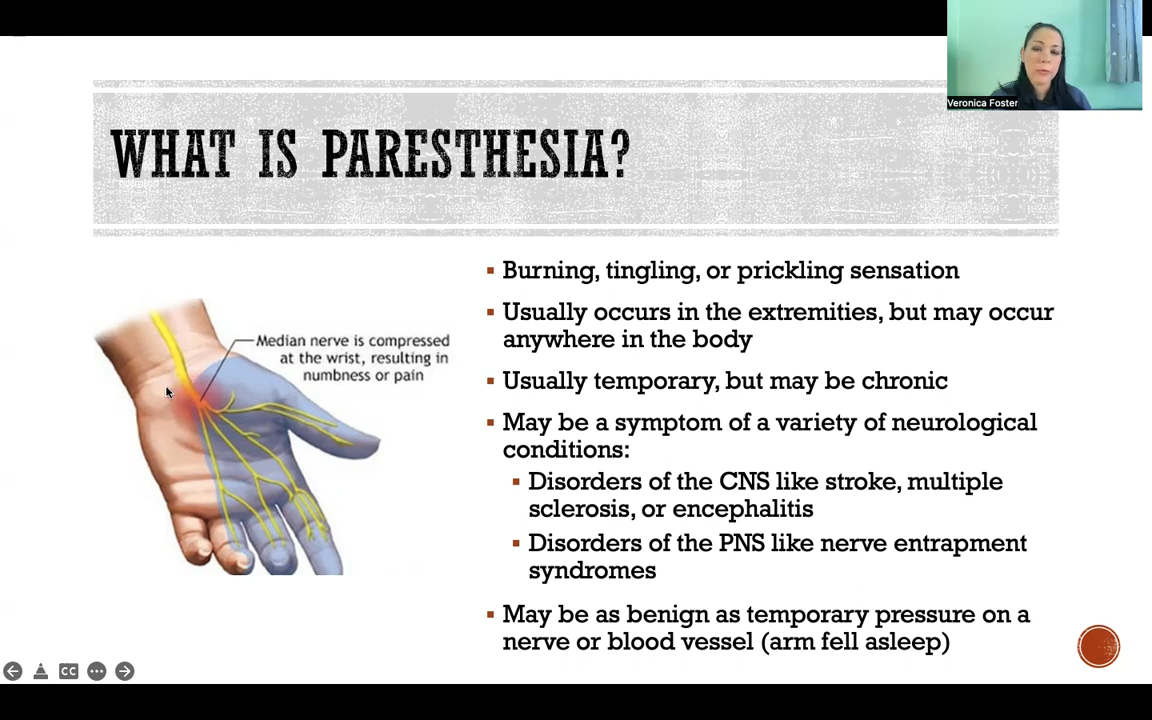 Veronica Foster
WHAT IS PARESTHESIA?
Median nerve is compressed
at the wrist, resulting in
numbness or pain
▪ Burning, tingling, or prickling sensation
▪ Usually occurs in the extremities, but may occur
anywhere in the body
▪ Usually temporary, but may be chronic
▪ May be a symptom of a variety of neurological
conditions:
▪ Disorders of the CNS like stroke, multiple
sclerosis, or encephalitis
▪ Disorders of the PNS like nerve entrapment
syndromes
▪ May be as benign as temporary pressure on a
nerve or blood vessel (arm fell asleep)
CC